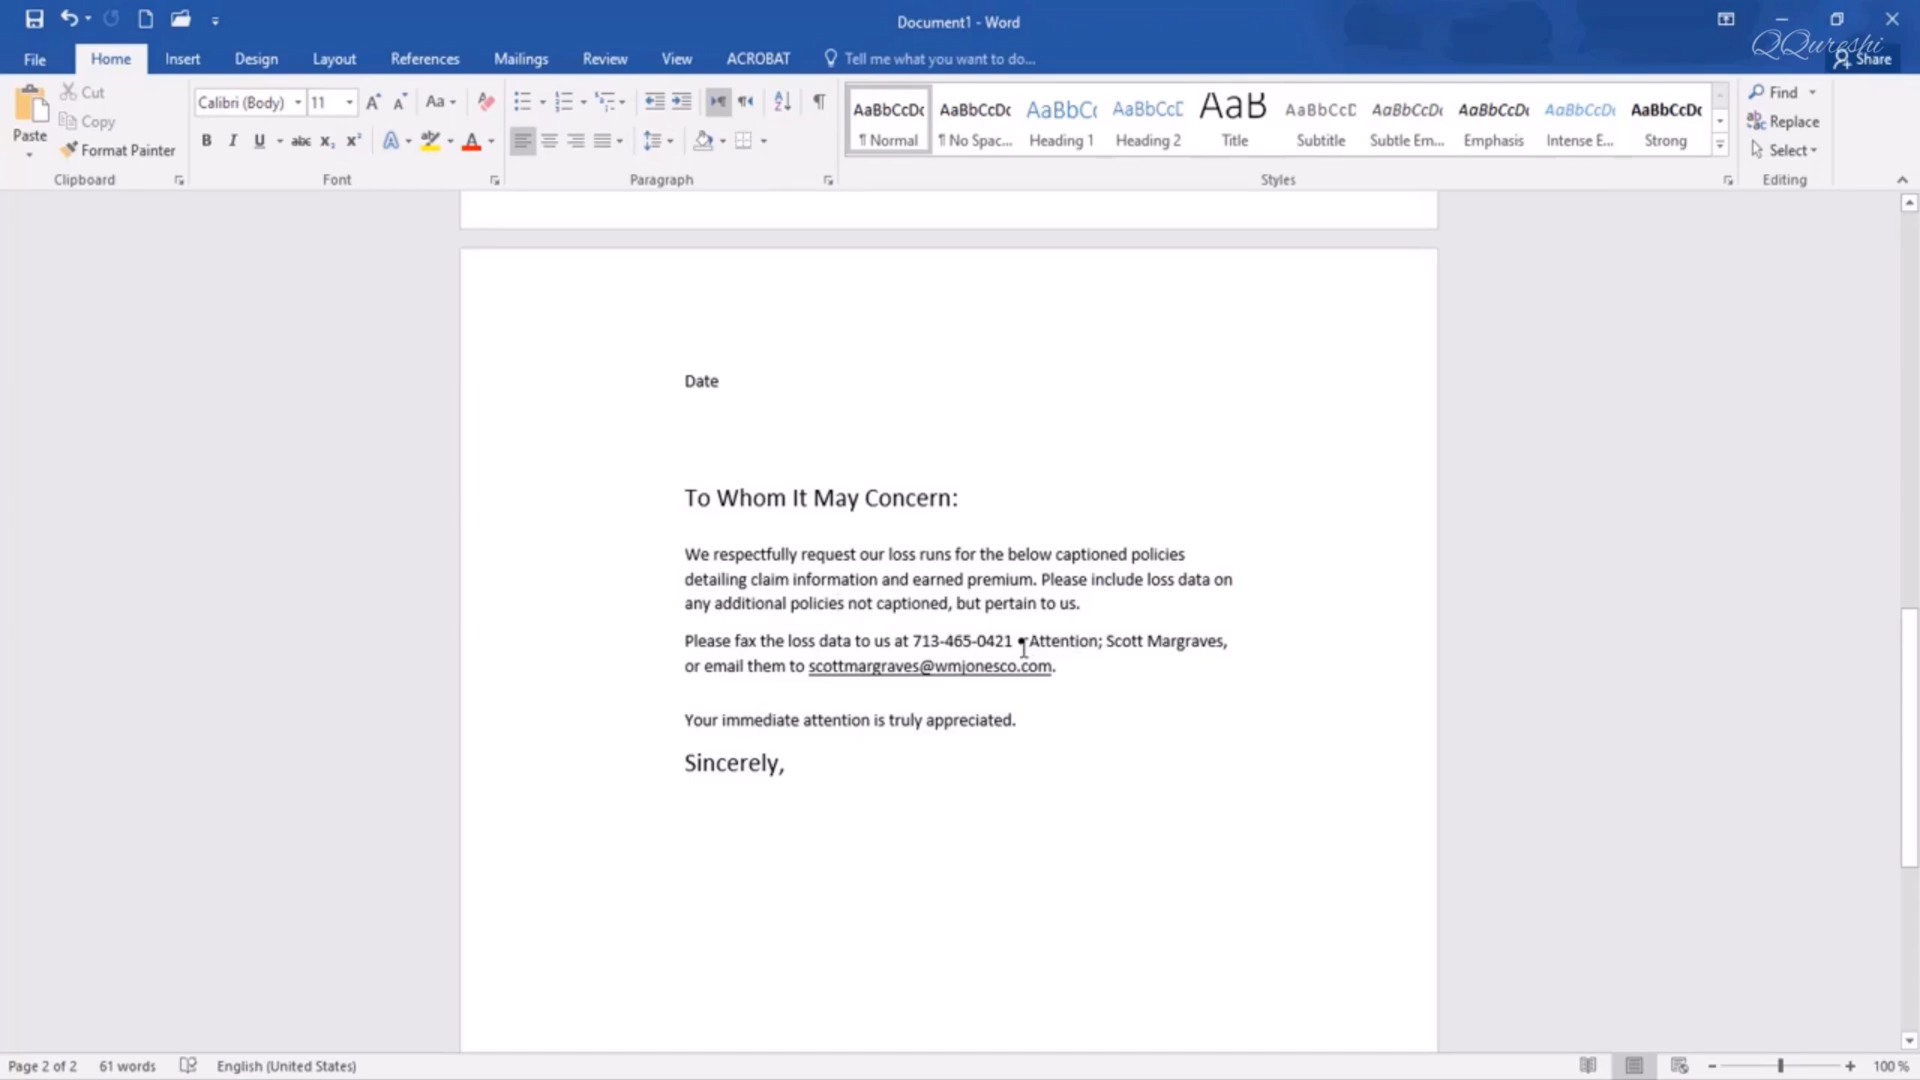 Document1 - Word
QQureshi
File Home Insert Design Layout References Mailings Review View ACROBAT Tell me what you want to do... Share
Paste
Cut
Copy
Format Painter
Clipboard
Calibri (Body) 11
Font
Paragraph
AaBbCcDc AaBbCcDc AaBbC AaBbCcD AaB AaBbCcD AaBbCcDc AaBbCcDc AaBbCcDc AaBbCcDc
¶ Normal ¶ No Spac... Heading 1 Heading 2 Title Subtitle Subtle Em... Emphasis Intense E... Strong
Styles
Find
Replace
Select
Editing
Date
To Whom It May Concern:
We respectfully request our loss runs for the below captioned policies
detailing claim information and earned premium. Please include loss data on
any additional policies not captioned, but pertain to us.
Please fax the loss data to us at 713-465-0421 • Attention; Scott Margraves,
or email them to scottmargraves@wmjonesco.com.
Your immediate attention is truly appreciated.
Sincerely,
Page 2 of 2 61 words English (United States) 100 %